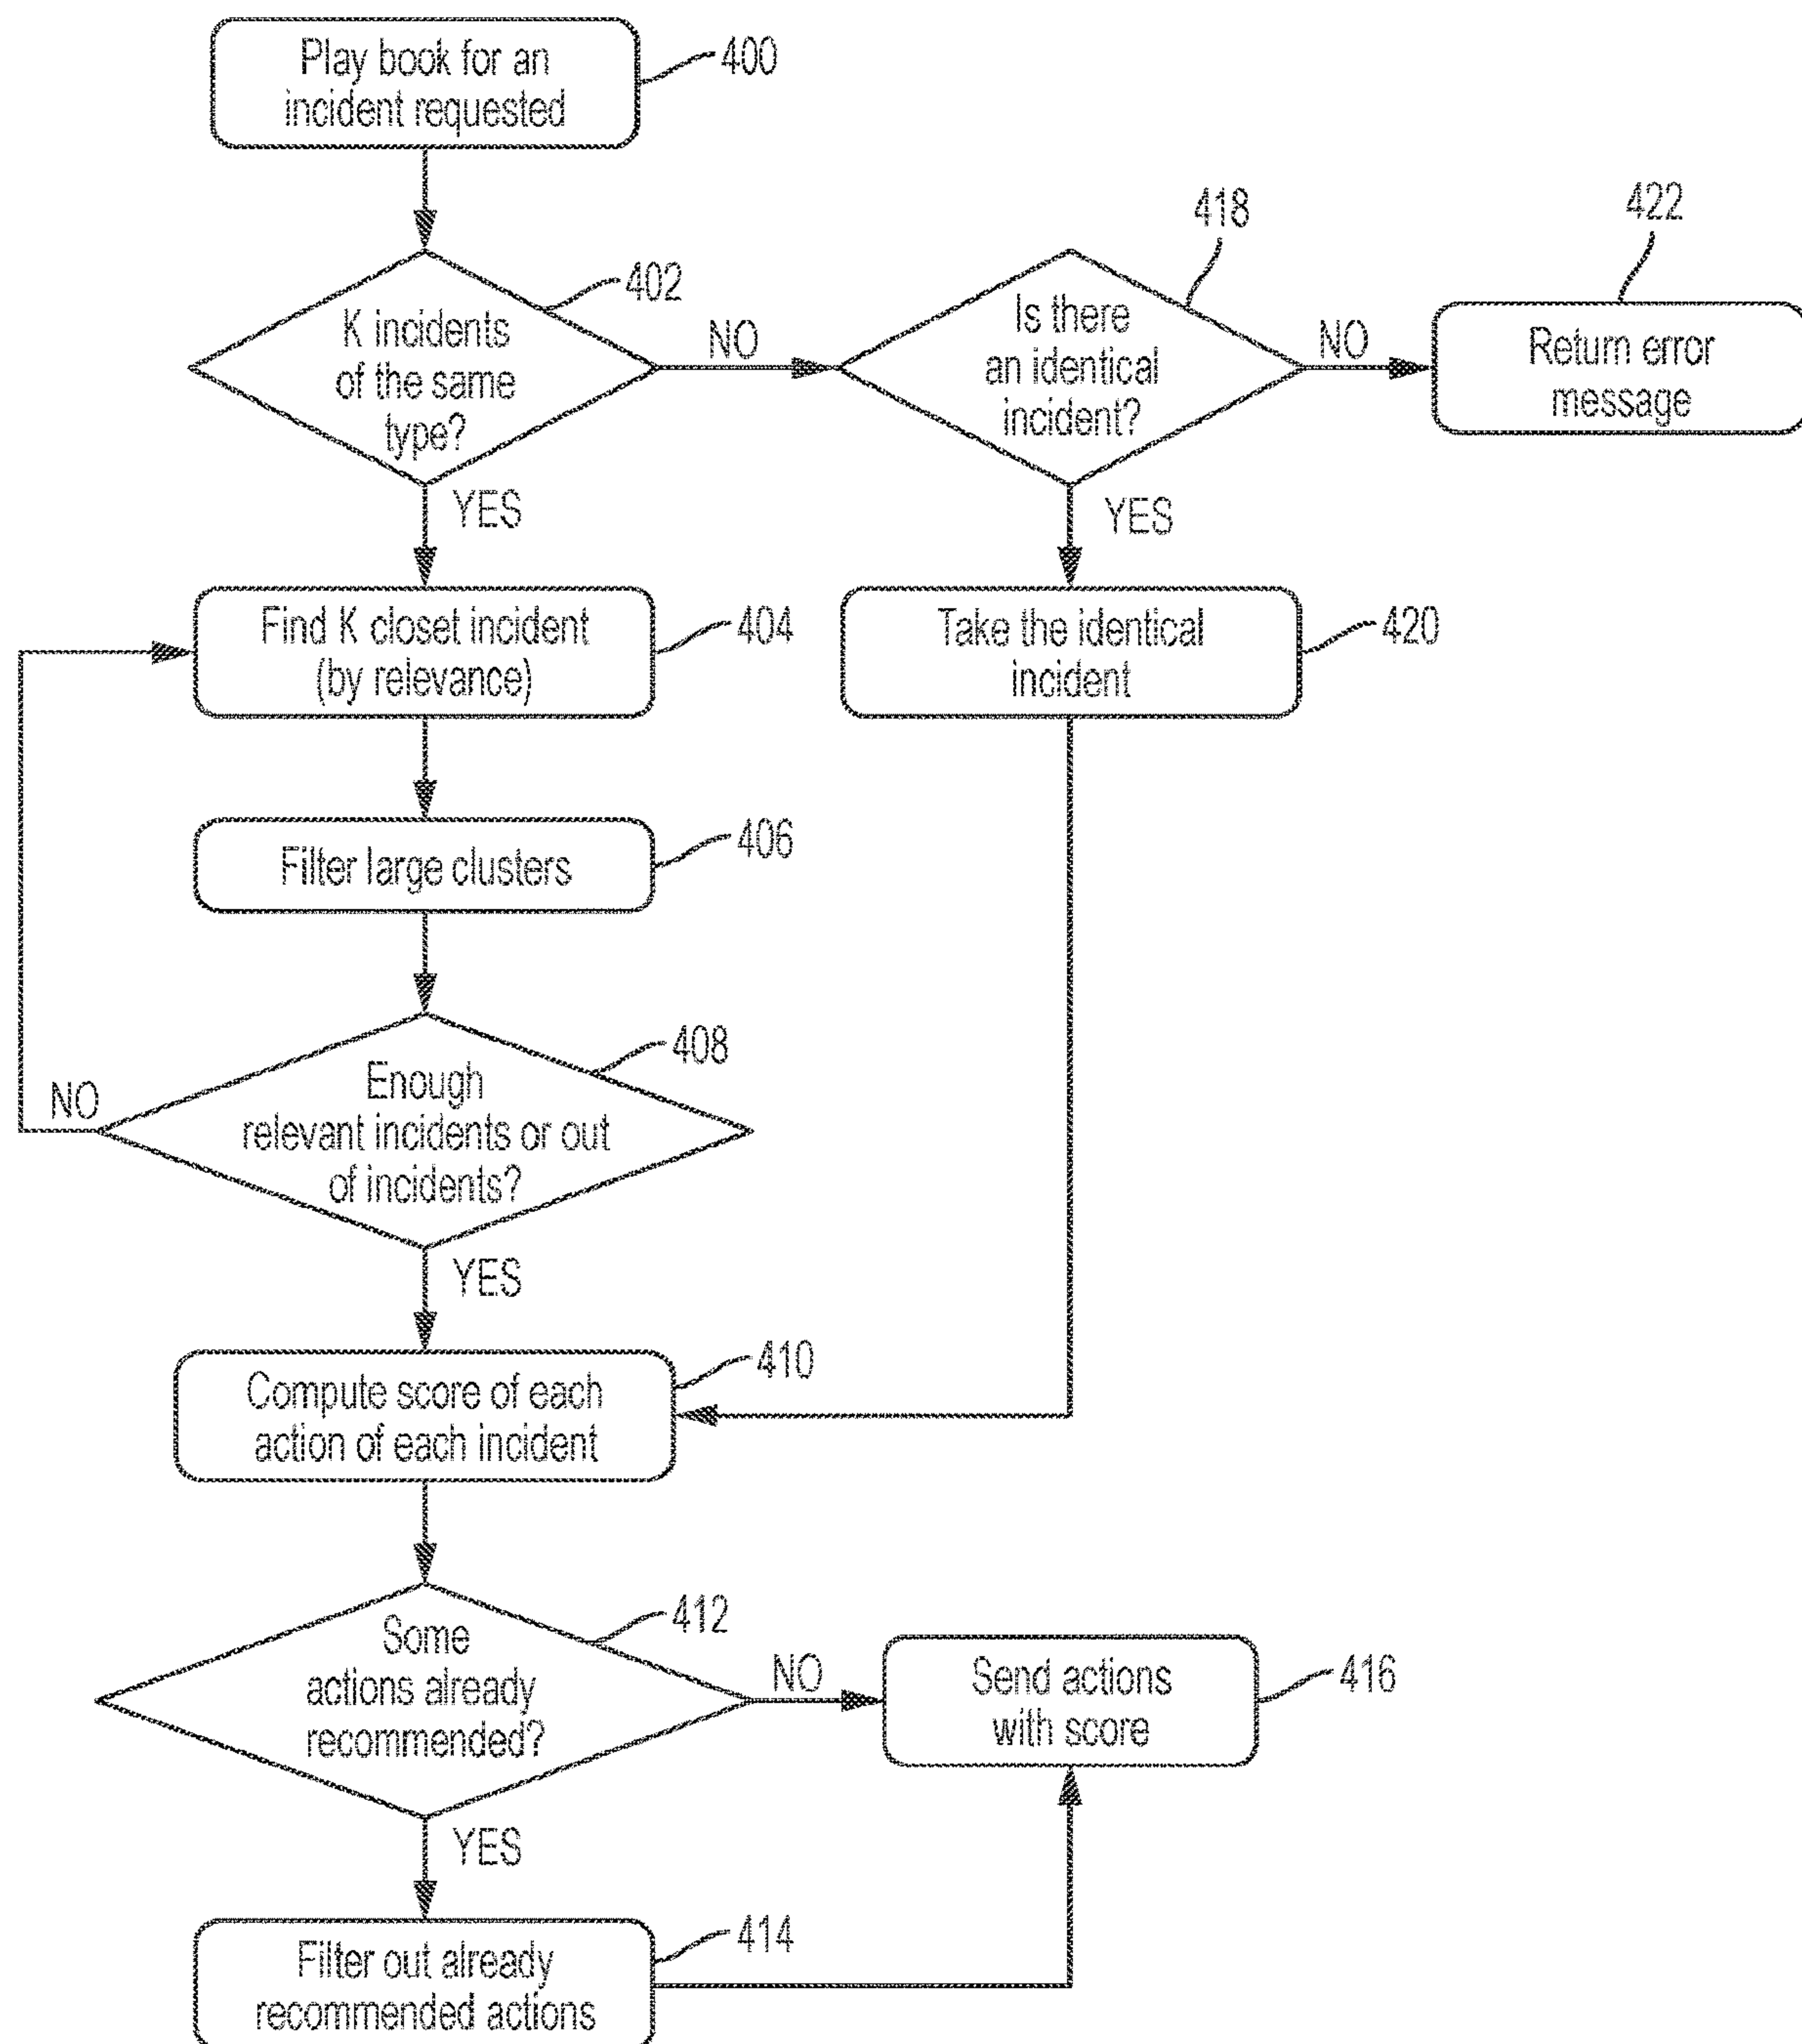 Play book for an
incident requested
400
K incidents
of the same
type?
402
NO
Is there
an identical
incident?
418
NO
Return error
message
422
YES
YES
Find K closet incident
(by relevance)
404
Take the identical
incident
420
Filter large clusters
406
Enough
relevant incidents or out
of incidents?
408
NO
YES
Compute score of each
action of each incident
410
Some
actions already
recommended?
412
NO
Send actions
with score
416
YES
Filter out already
recommended actions
414